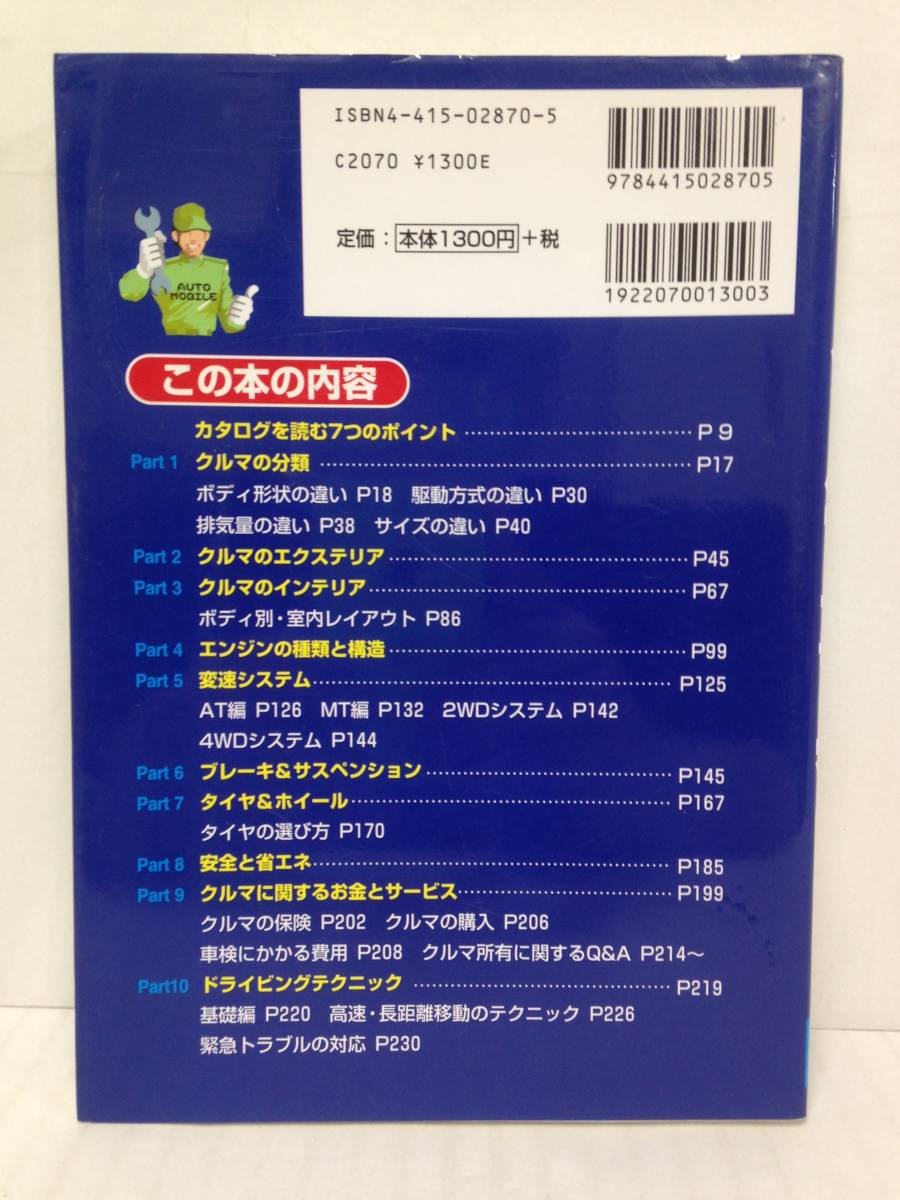 ISBN4-415-02870-5
C2070 ¥1300E
9784415028705
定価：本体1300円+税
1922070013003
AUTO
MOBILE
この本の内容
カタログを読む7つのポイント …… P9
Part 1 クルマの分類 …… P17
ボディ形状の違い P18 駆動方式の違い P30
排気量の違い P38 サイズの違い P40
Part 2 クルマのエクステリア …… P45
Part 3 クルマのインテリア …… P67
ボディ別・室内レイアウト P86
Part 4 エンジンの種類と構造 …… P99
Part 5 変速システム …… P125
AT編 P126 MT編 P132 2WDシステム P142
4WDシステム P144
Part 6 ブレーキ&サスペンション …… P145
Part 7 タイヤ&ホイール …… P167
タイヤの選び方 P170
Part 8 安全と省エネ …… P185
Part 9 クルマに関するお金とサービス …… P199
クルマの保険 P202 クルマの購入 P206
車検にかかる費用 P208 クルマ所有に関するQ&A P214〜
Part10 ドライビングテクニック …… P219
基礎編 P220 高速・長距離移動のテクニック P226
緊急トラブルの対応 P230